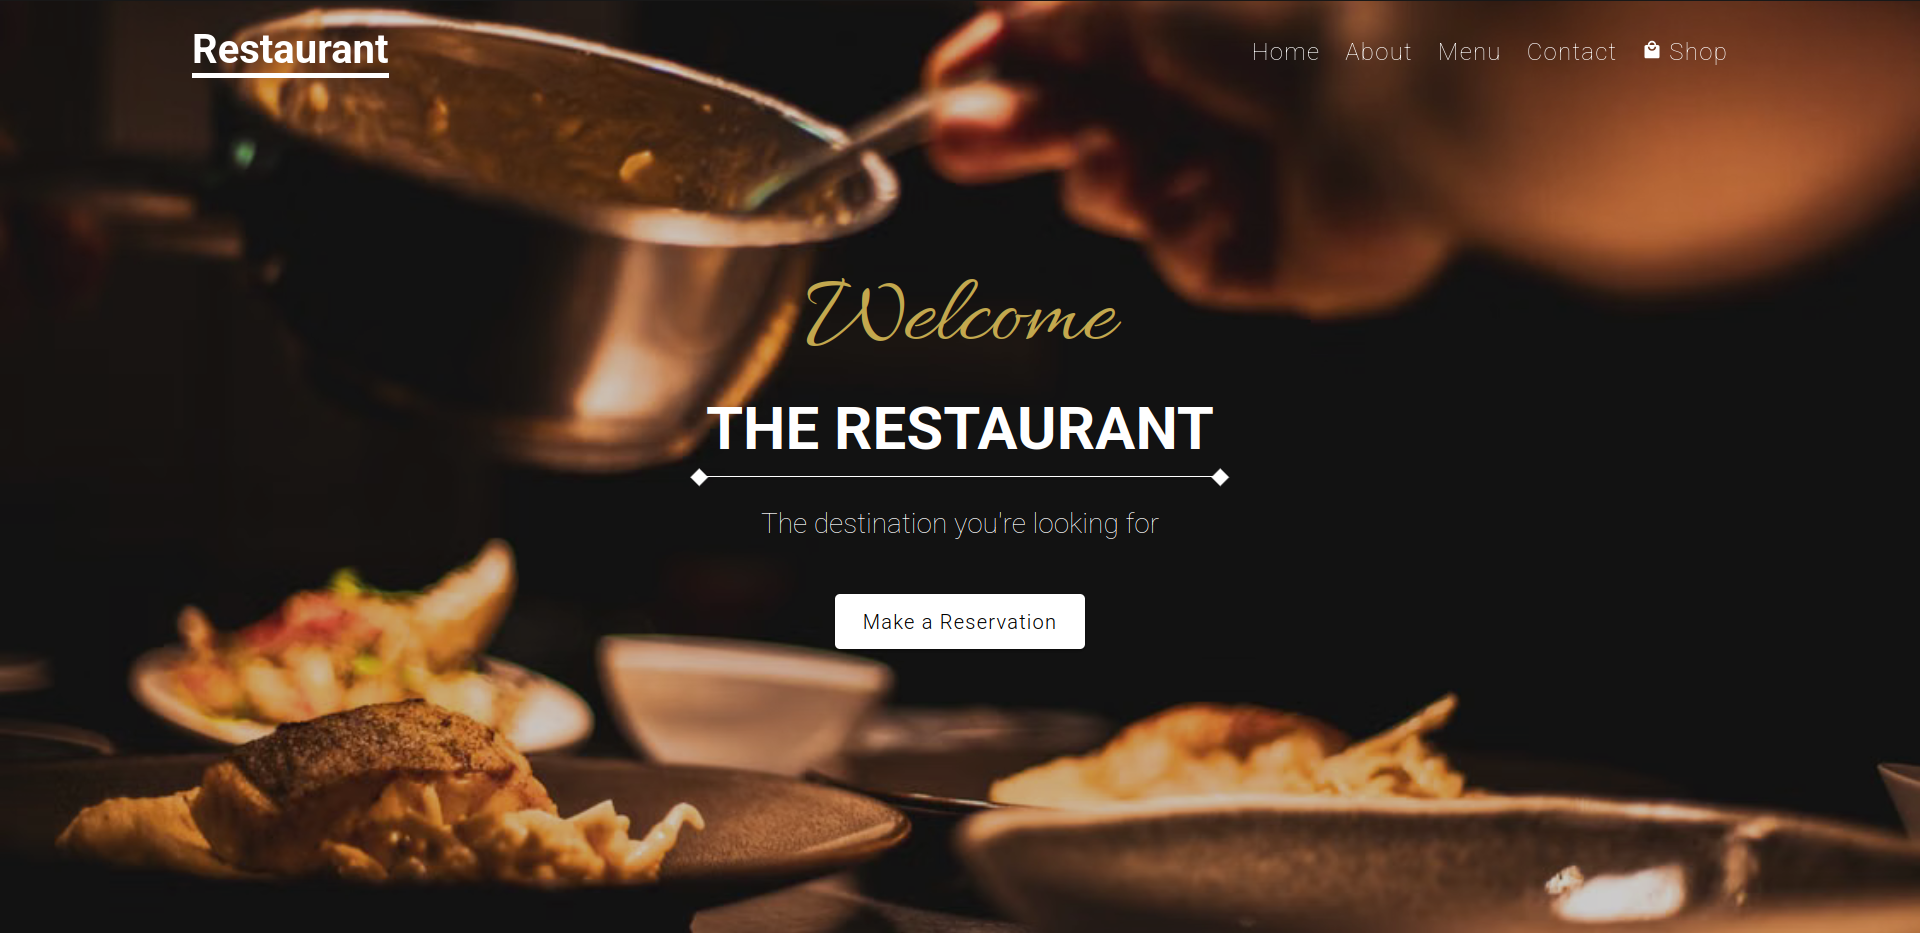 Restaurant
Home About Menu Contact Shop
Welcome
THE RESTAURANT
The destination you're looking for
Make a Reservation